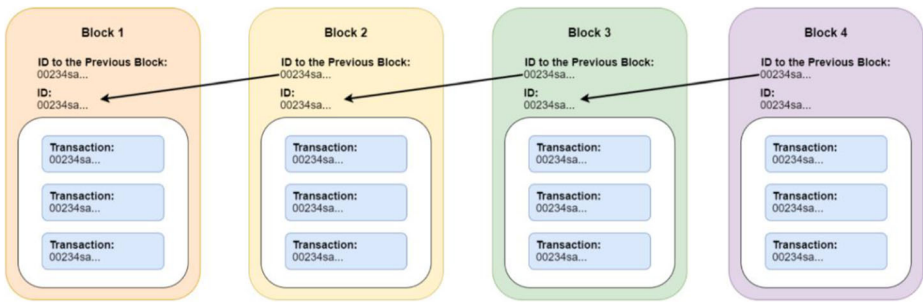 Block 1
ID to the Previous Block:
00234sa...
ID:
00234sa...
Transaction:
00234sa...
Transaction:
00234sa...
Transaction:
00234sa...
Block 2
ID to the Previous Block:
00234sa...
ID:
00234sa...
Transaction:
00234sa...
Transaction:
00234sa...
Transaction:
00234sa...
Block 3
ID to the Previous Block:
00234sa...
ID:
00234sa...
Transaction:
00234sa...
Transaction:
00234sa...
Transaction:
00234sa...
Block 4
ID to the Previous Block:
00234sa...
ID:
00234sa...
Transaction:
00234sa...
Transaction:
00234sa...
Transaction:
00234sa...